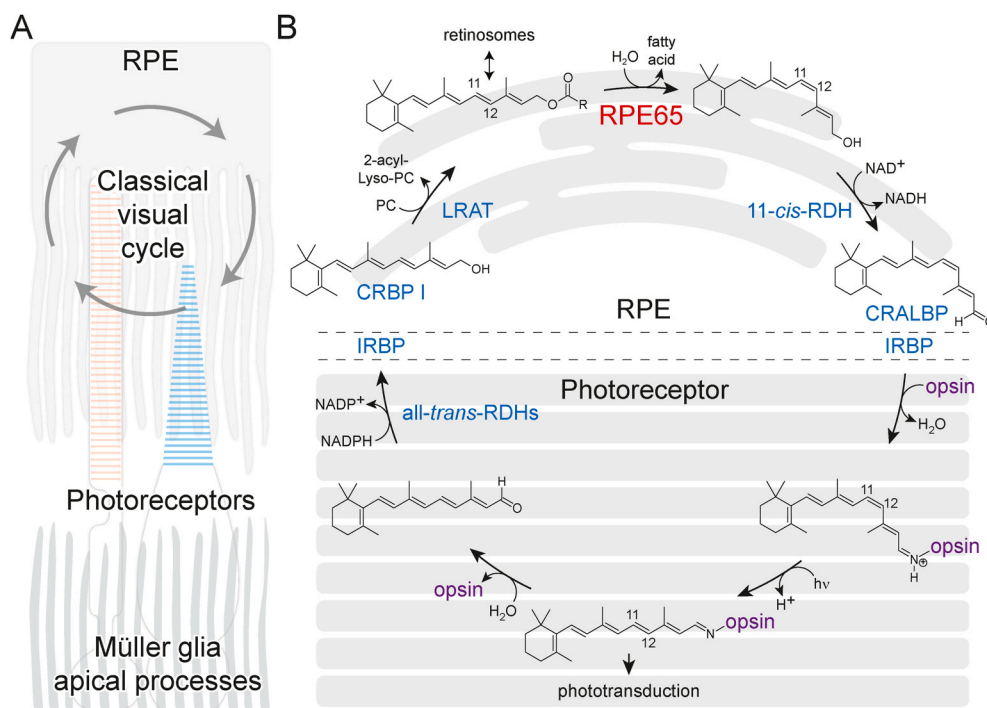 A
RPE
Classical
visual
cycle
Photoreceptors
Müller glia
apical processes
B
retinosomes
11
12
O
O
R
H₂O
fatty
acid
RPE65
11
12
OH
2-acyl-
Lyso-PC
PC
LRAT
NAD⁺
NADH
11-cis-RDH
OH
CRBP I
RPE
CRALBP
H
O
IRBP
IRBP
Photoreceptor
NADP⁺
NADPH
all-trans-RDHs
opsin
H₂O
H
O
11
12
N
⊕
H
opsin
opsin
H₂O
hν
H⁺
11
12
N
opsin
phototransduction